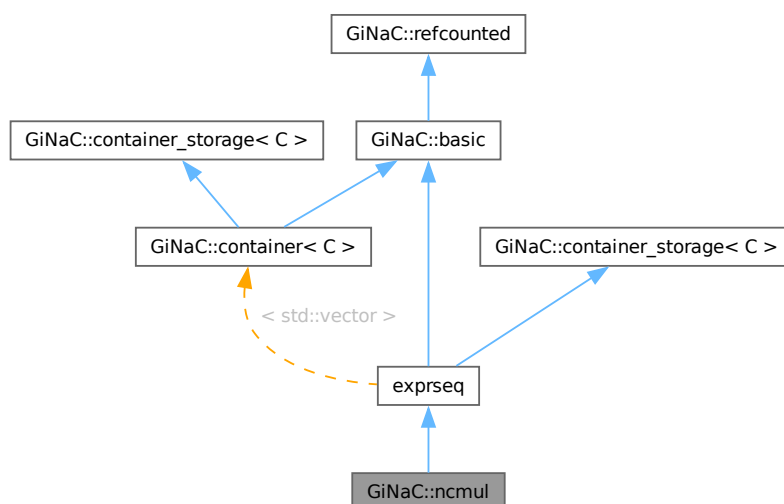 GiNaC::refcounted
GiNaC::container_storage< C >
GiNaC::basic
GiNaC::container< C >
GiNaC::container_storage< C >
< std::vector >
exprseq
GiNaC::ncmul